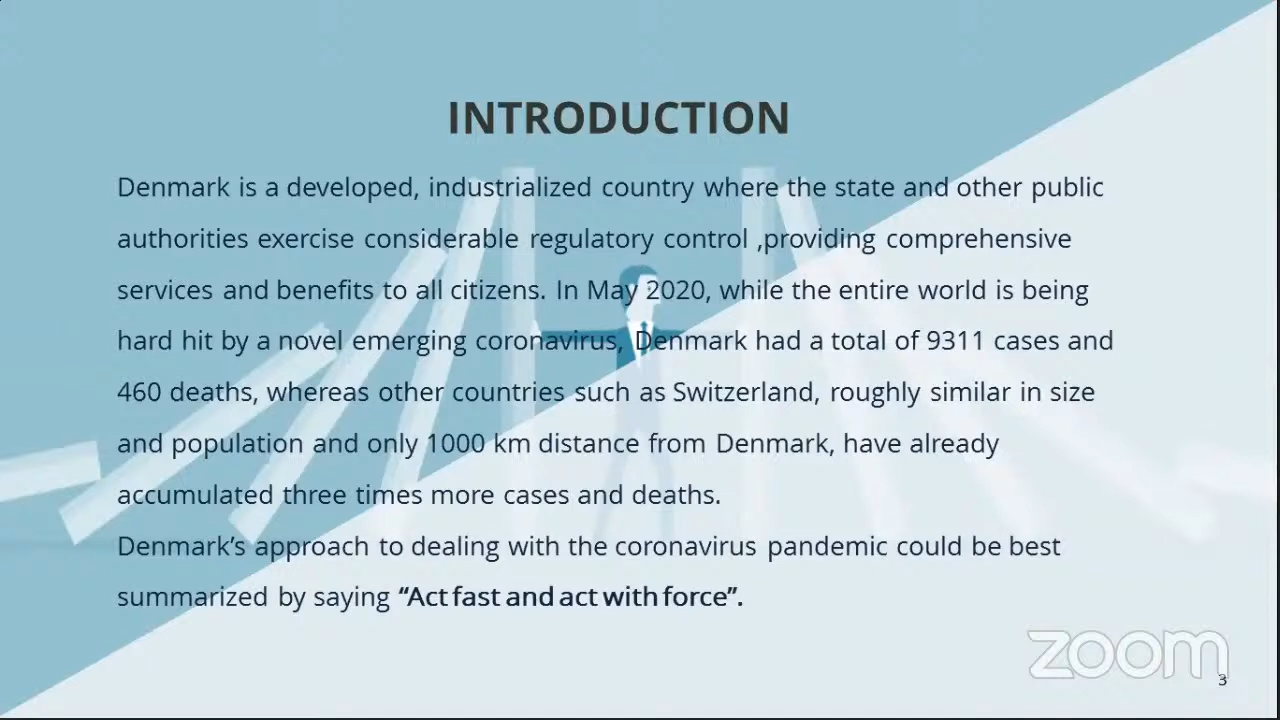 INTRODUCTION
Denmark is a developed, industrialized country where the state and other public
authorities exercise considerable regulatory control ,providing comprehensive
services and benefits to all citizens. In May 2020, while the entire world is being
hard hit by a novel emerging coronavirus, Denmark had a total of 9311 cases and
460 deaths, whereas other countries such as Switzerland, roughly similar in size
and population and only 1000 km distance from Denmark, have already
accumulated three times more cases and deaths.
Denmark’s approach to dealing with the coronavirus pandemic could be best
summarized by saying “Act fast and act with force”.
zoom
3